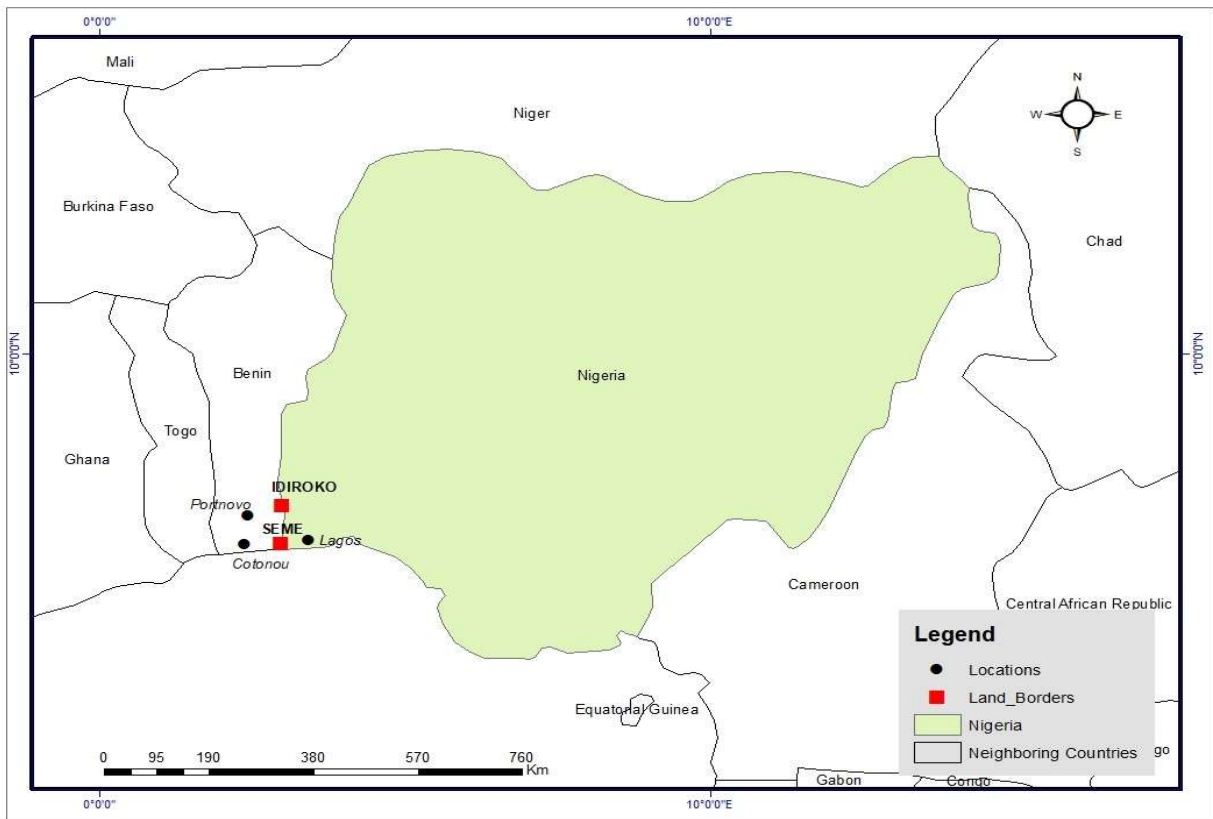 0°0'0"
10°0'0"E
Mali
N
Niger
W
E
S
Burkina Faso
Chad
10°0'0"N
10°0'0"N
Benin
Nigeria
Togo
Ghana
IDIROKO
Portnovo
SEME
Lagos
Cotonou
Cameroon
Central African Republic
Legend
Locations
Equatorial Guinea
Land_Borders
Nigeria
Neighboring Countries
go
0 95 190 380 570 760
Km
Gabon
Congo
0°0'0"
10°0'0"E